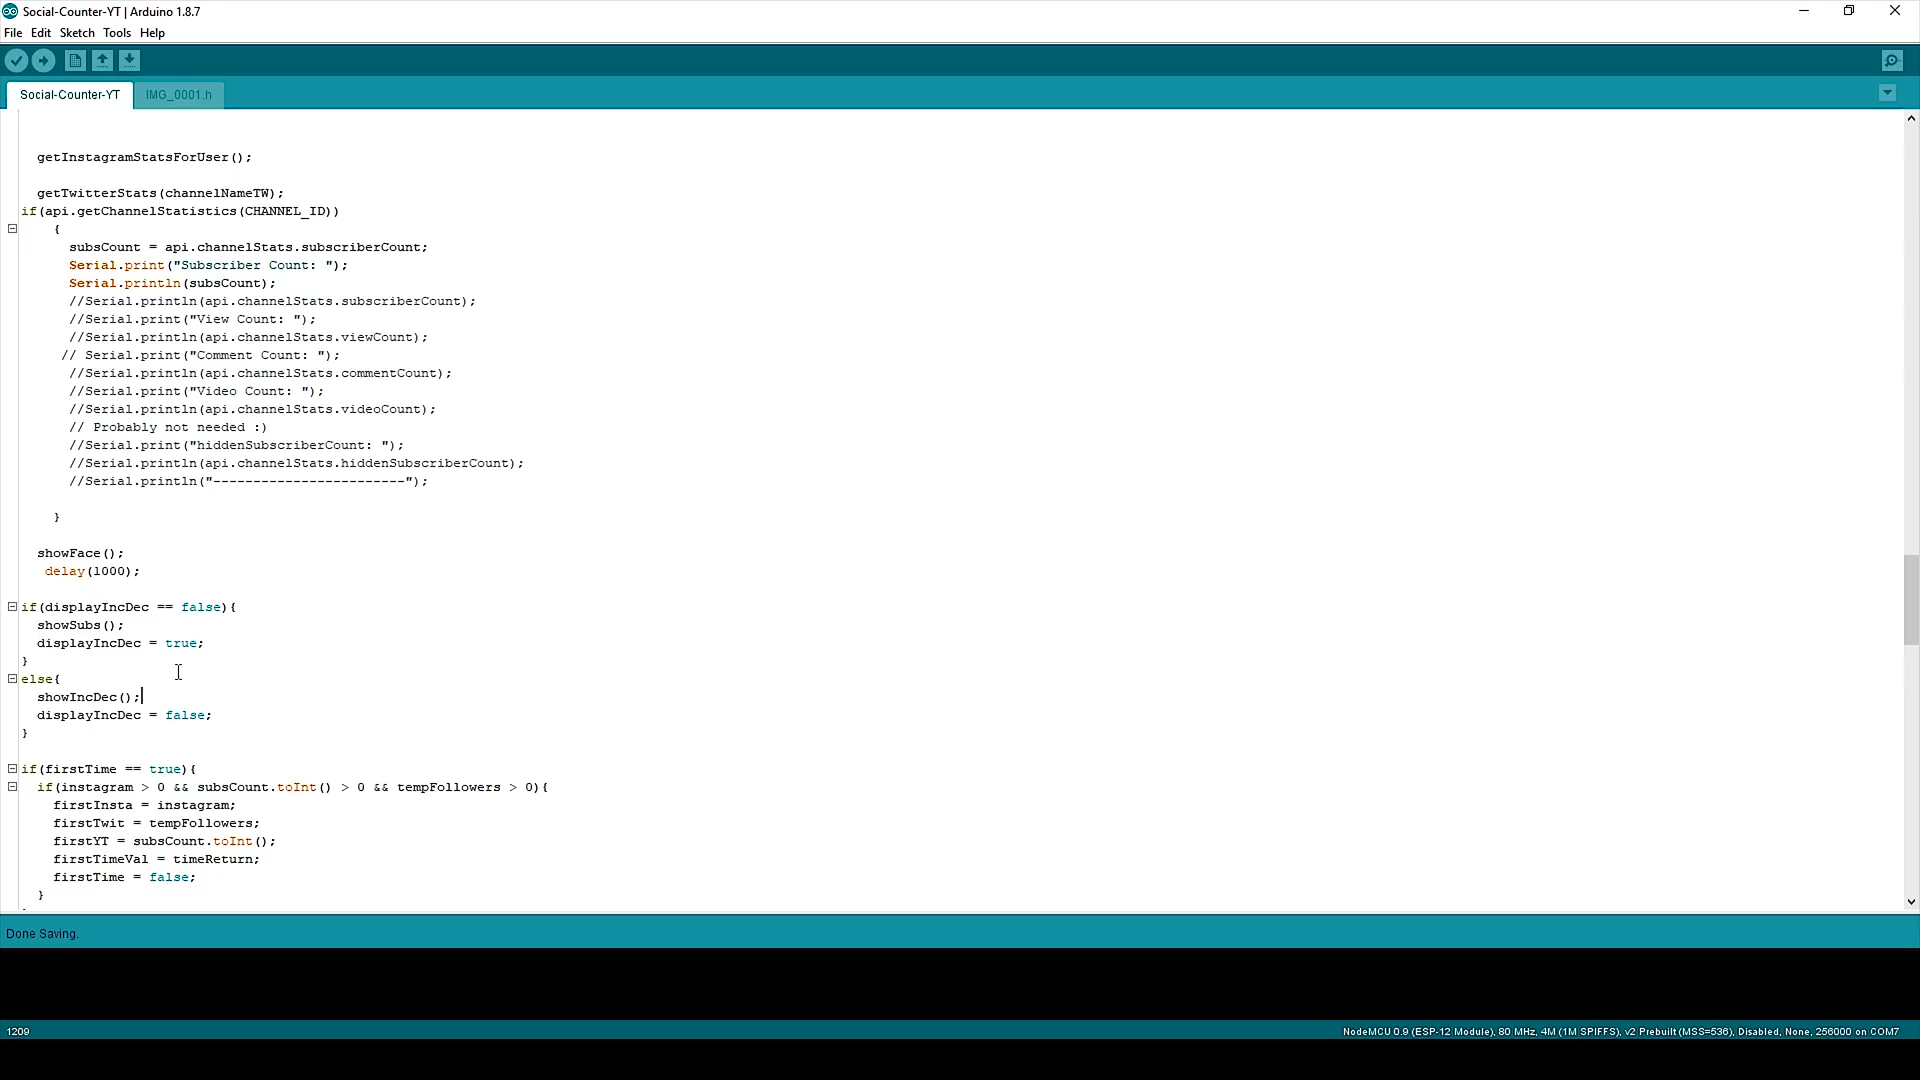 Social-Counter-YT | Arduino 1.8.7
File Edit Sketch Tools Help
Social-Counter-YT IMG_0001.h
getInstagramStatsForUser();
getTwitterStats(channelNameTW);
if(api.getChannelStatistics(CHANNEL_ID))
{
subsCount = api.channelStats.subscriberCount;
Serial.print("Subscriber Count: ");
Serial.println(subsCount);
//Serial.println(api.channelStats.subscriberCount);
//Serial.print("View Count: ");
//Serial.println(api.channelStats.viewCount);
// Serial.print("Comment Count: ");
//Serial.println(api.channelStats.commentCount);
//Serial.print("Video Count: ");
//Serial.println(api.channelStats.videoCount);
// Probably not needed :)
//Serial.print("hiddenSubscriberCount: ");
//Serial.println(api.channelStats.hiddenSubscriberCount);
//Serial.println("------------------------");
}
showFace();
delay(1000);
if(displayIncDec == false){
showSubs();
displayIncDec = true;
}
else{
showIncDec();
displayIncDec = false;
}
if(firstTime == true){
if(instagram > 0 && subsCount.toInt() > 0 && tempFollowers > 0){
firstInsta = instagram;
firstTwit = tempFollowers;
firstYT = subsCount.toInt();
firstTimeVal = timeReturn;
firstTime = false;
}
Done Saving.
1209 NodeMCU 0.9 (ESP-12 Module), 80 MHz, 4M (1M SPIFFS), v2 Prebuilt (MSS=536), Disabled, None, 256000 on COM7